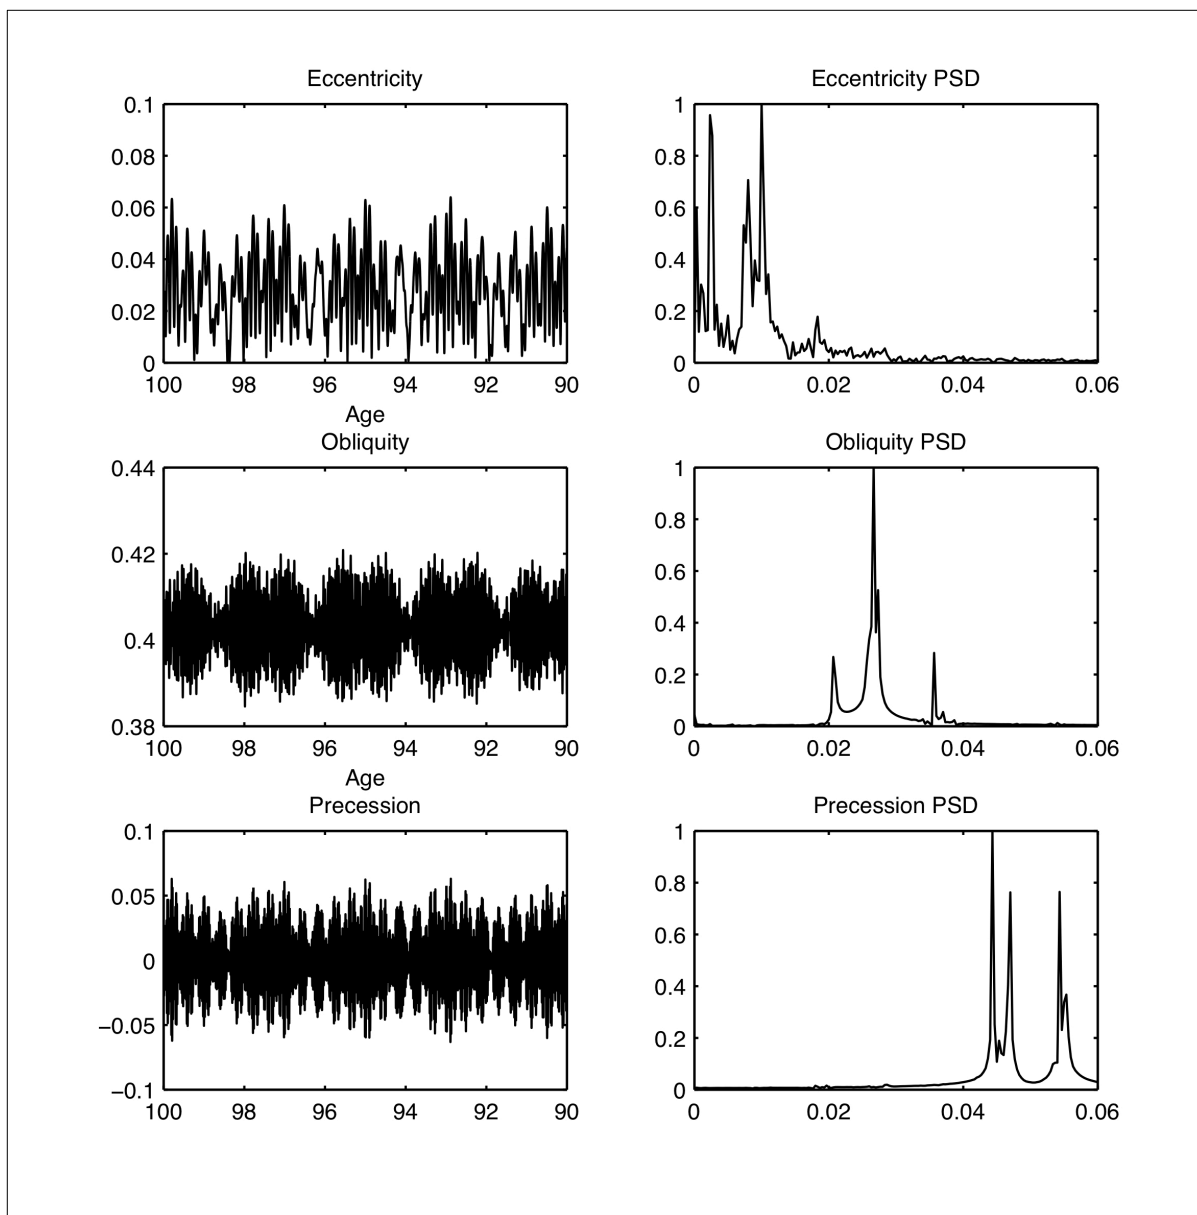 Eccentricity
0.1
0.08
0.06
0.04
0.02
0
100 98 96 94 92 90
Age
Eccentricity PSD
1
0.8
0.6
0.4
0.2
0
0 0.02 0.04 0.06
Obliquity
0.44
0.42
0.4
0.38
100 98 96 94 92 90
Age
Obliquity PSD
1
0.8
0.6
0.4
0.2
0
0 0.02 0.04 0.06
Precession
0.1
0.05
0
−0.05
−0.1
100 98 96 94 92 90
Precession PSD
1
0.8
0.6
0.4
0.2
0
0 0.02 0.04 0.06